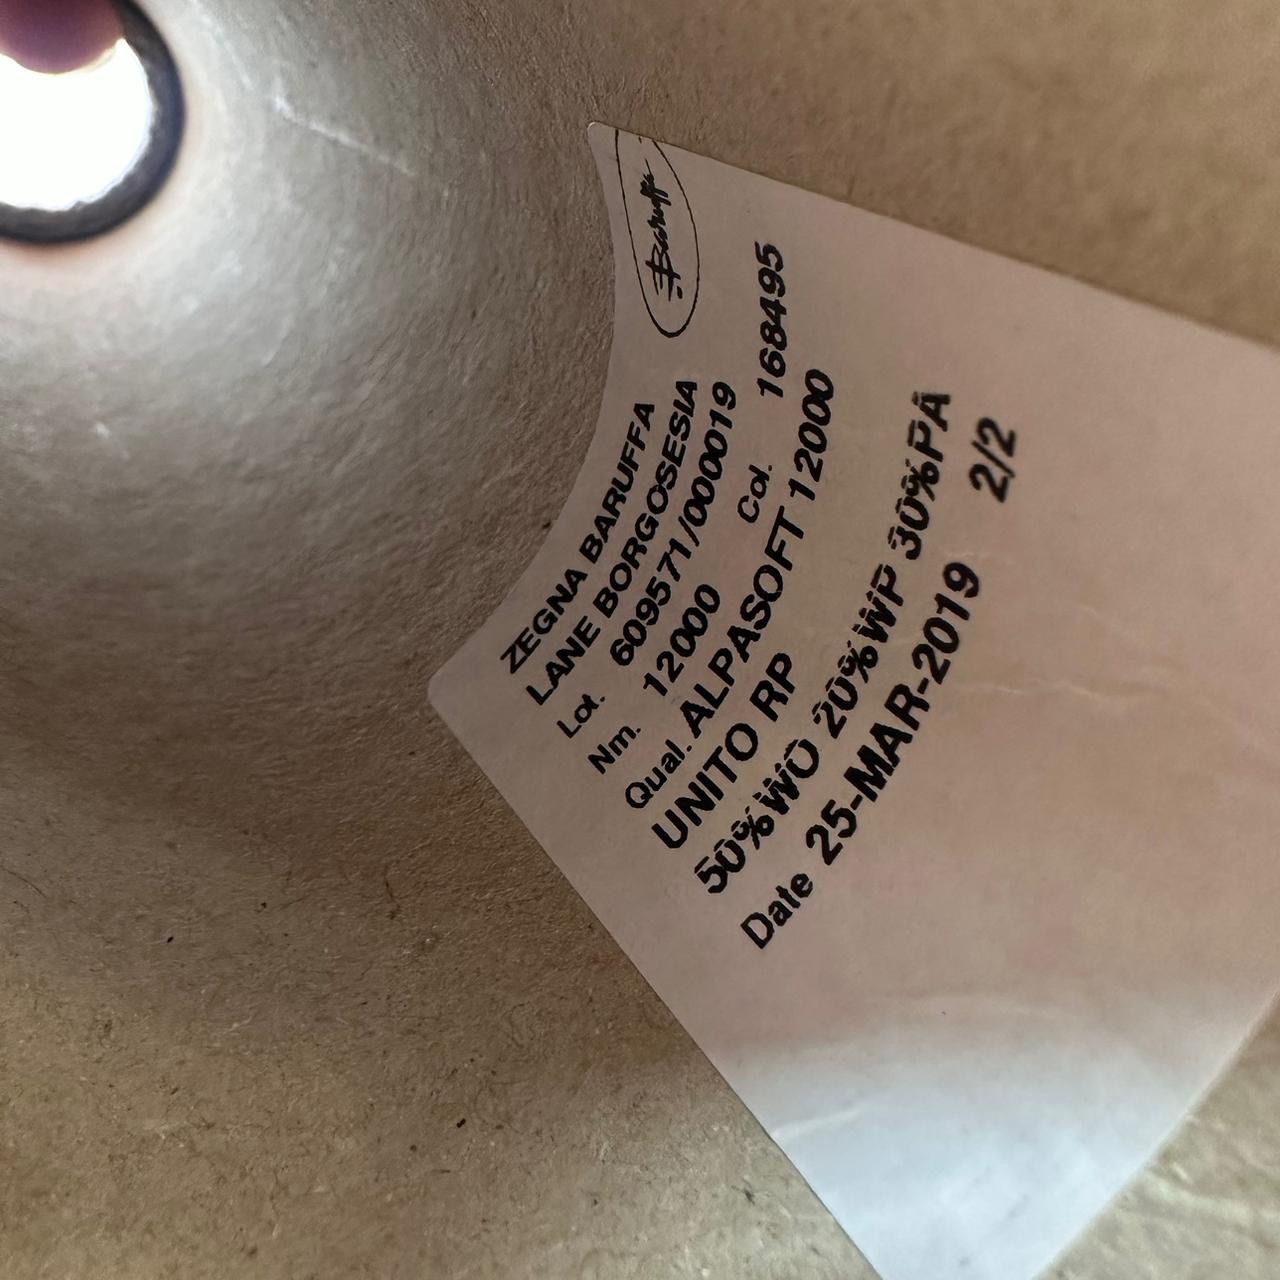 Baruffa
ZEGNA BARUFFA
LANE BORGOSESIA
Lot. 609571/000019
Nm. 12000 Col. 168495
Qual. ALPASOFT 12000
UNITO RP
50%WO 20%WP 30%PA
Date 25-MAR-2019 2/2